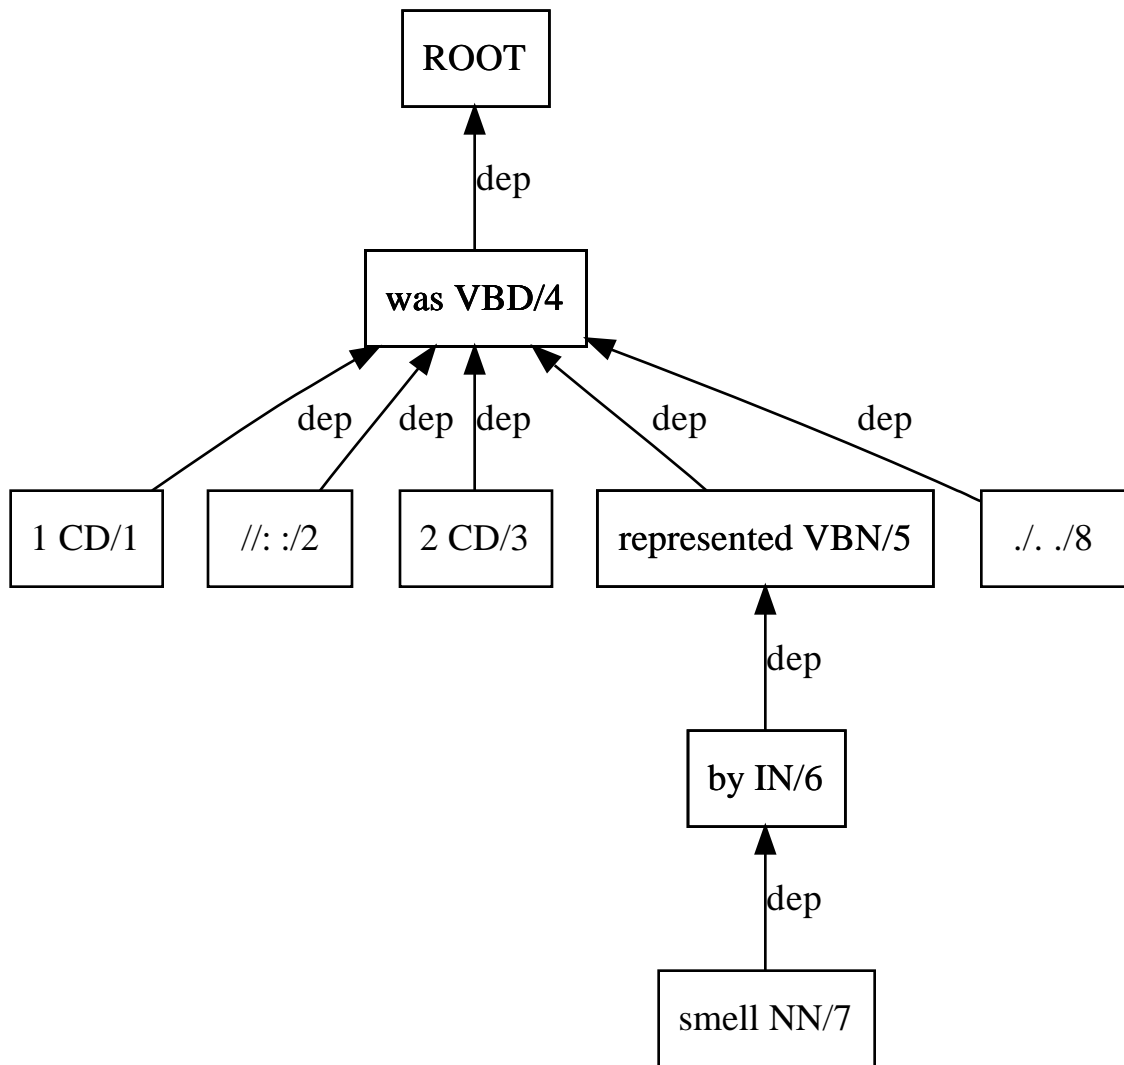 ROOT
dep
was VBD/4
dep dep dep dep dep
1 CD/1 //: :/2 2 CD/3 represented VBN/5 ./. ./8
dep
by IN/6
dep
smell NN/7